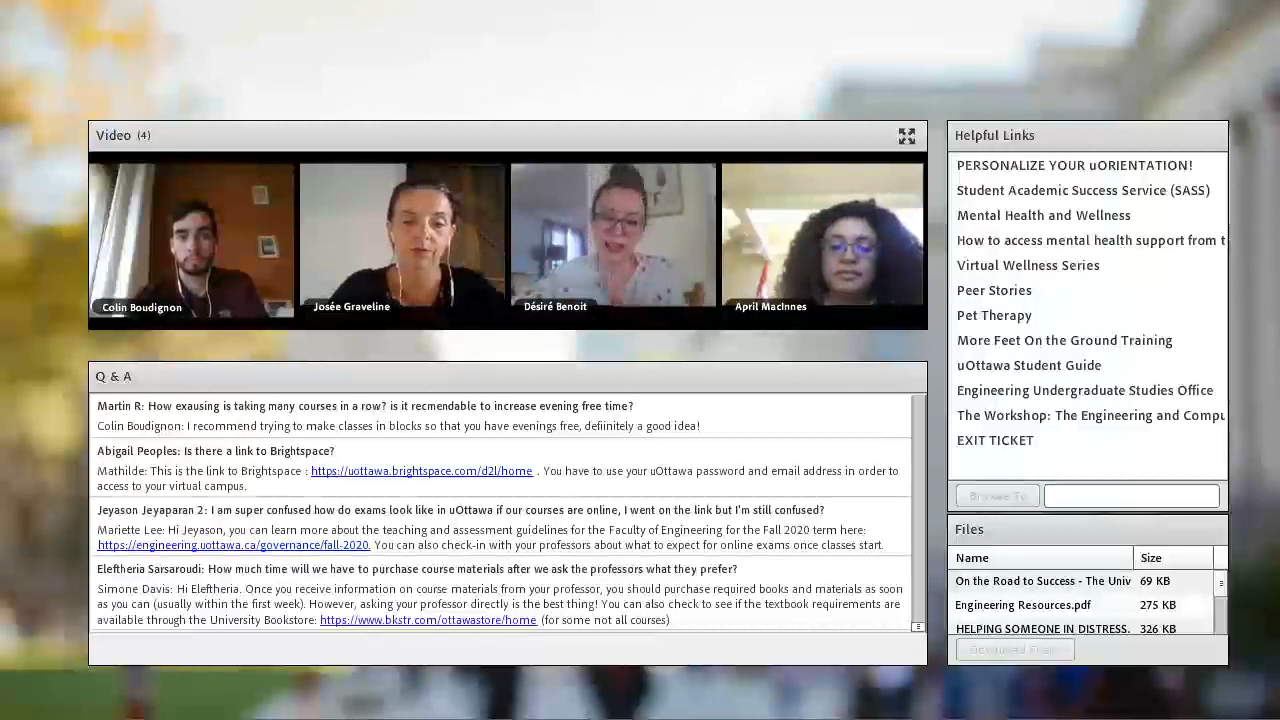 Video (4)
Colin Boudignon
Josée Graveline
Désiré Benoit
April MacInnes
Q & A
Martin R: How exausing is taking many courses in a row? is it recmendable to increase evening free time?
Colin Boudignon: I recommend trying to make classes in blocks so that you have evenings free, defiinitely a good idea!
Abigail Peoples: Is there a link to Brightspace?
Mathilde: This is the link to Brightspace : https://uottawa.brightspace.com/d2l/home . You have to use your uOttawa password and email address in order to
access to your virtual campus.
Jeyason Jeyaparan 2: I am super confused how do exams look like in uOttawa if our courses are online, I went on the link but I'm still confused?
Mariette Lee: Hi Jeyason, you can learn more about the teaching and assessment guidelines for the Faculty of Engineering for the Fall 2020 term here:
https://engineering.uottawa.ca/governance/fall-2020. You can also check-in with your professors about what to expect for online exams once classes start.
Eleftheria Sarsaroudi: How much time will we have to purchase course materials after we ask the professors what they prefer?
Simone Davis: Hi Eleftheria. Once you receive information on course materials from your professor, you should purchase required books and materials as soon
as you can (usually within the first week). However, asking your professor directly is the best thing! You can also check to see if the textbook requirements are
available through the University Bookstore: https://www.bkstr.com/ottawastore/home (for some not all courses)
Helpful Links
PERSONALIZE YOUR uORIENTATION!
Student Academic Success Service (SASS)
Mental Health and Wellness
How to access mental health support from t
Virtual Wellness Series
Peer Stories
Pet Therapy
More Feet On the Ground Training
uOttawa Student Guide
Engineering Undergraduate Studies Office
The Workshop: The Engineering and Compu
EXIT TICKET
Browse To
Files
Name Size
On the Road to Success - The Univ 69 KB
Engineering Resources.pdf 275 KB
HELPING SOMEONE IN DISTRESS. 326 KB
Download File(s)